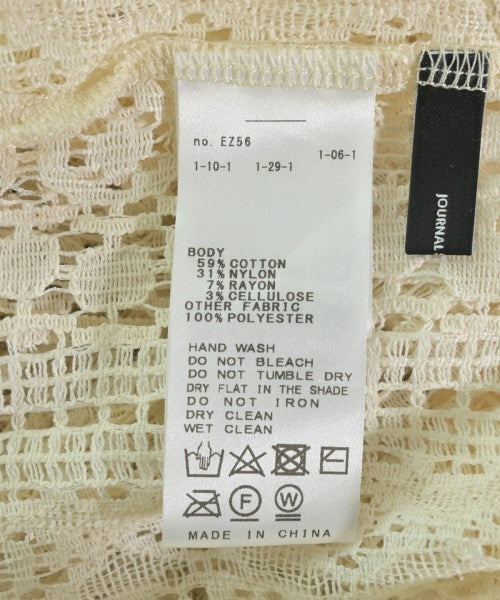 no. EZ56
1-06-1
1-10-1 1-29-1
BODY
59% COTTON
31% NYLON
7% RAYON
3% CELLULOSE
OTHER FABRIC
100% POLYESTER
HAND WASH
DO NOT BLEACH
DO NOT TUMBLE DRY
DRY FLAT IN THE SHADE
DO NOT IRON
DRY CLEAN
WET CLEAN
F W
MADE IN CHINA
JOURNAL